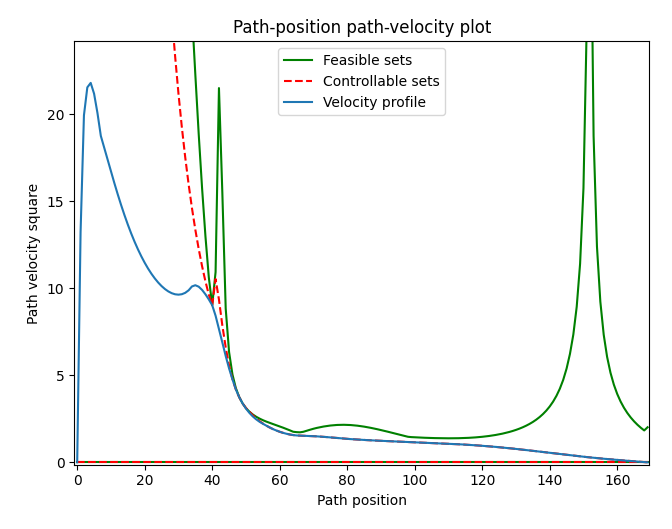 Path-position path-velocity plot
Feasible sets
Controllable sets
Velocity profile
Path velocity square
20
15
10
5
0
0 20 40 60 80 100 120 140 160
Path position